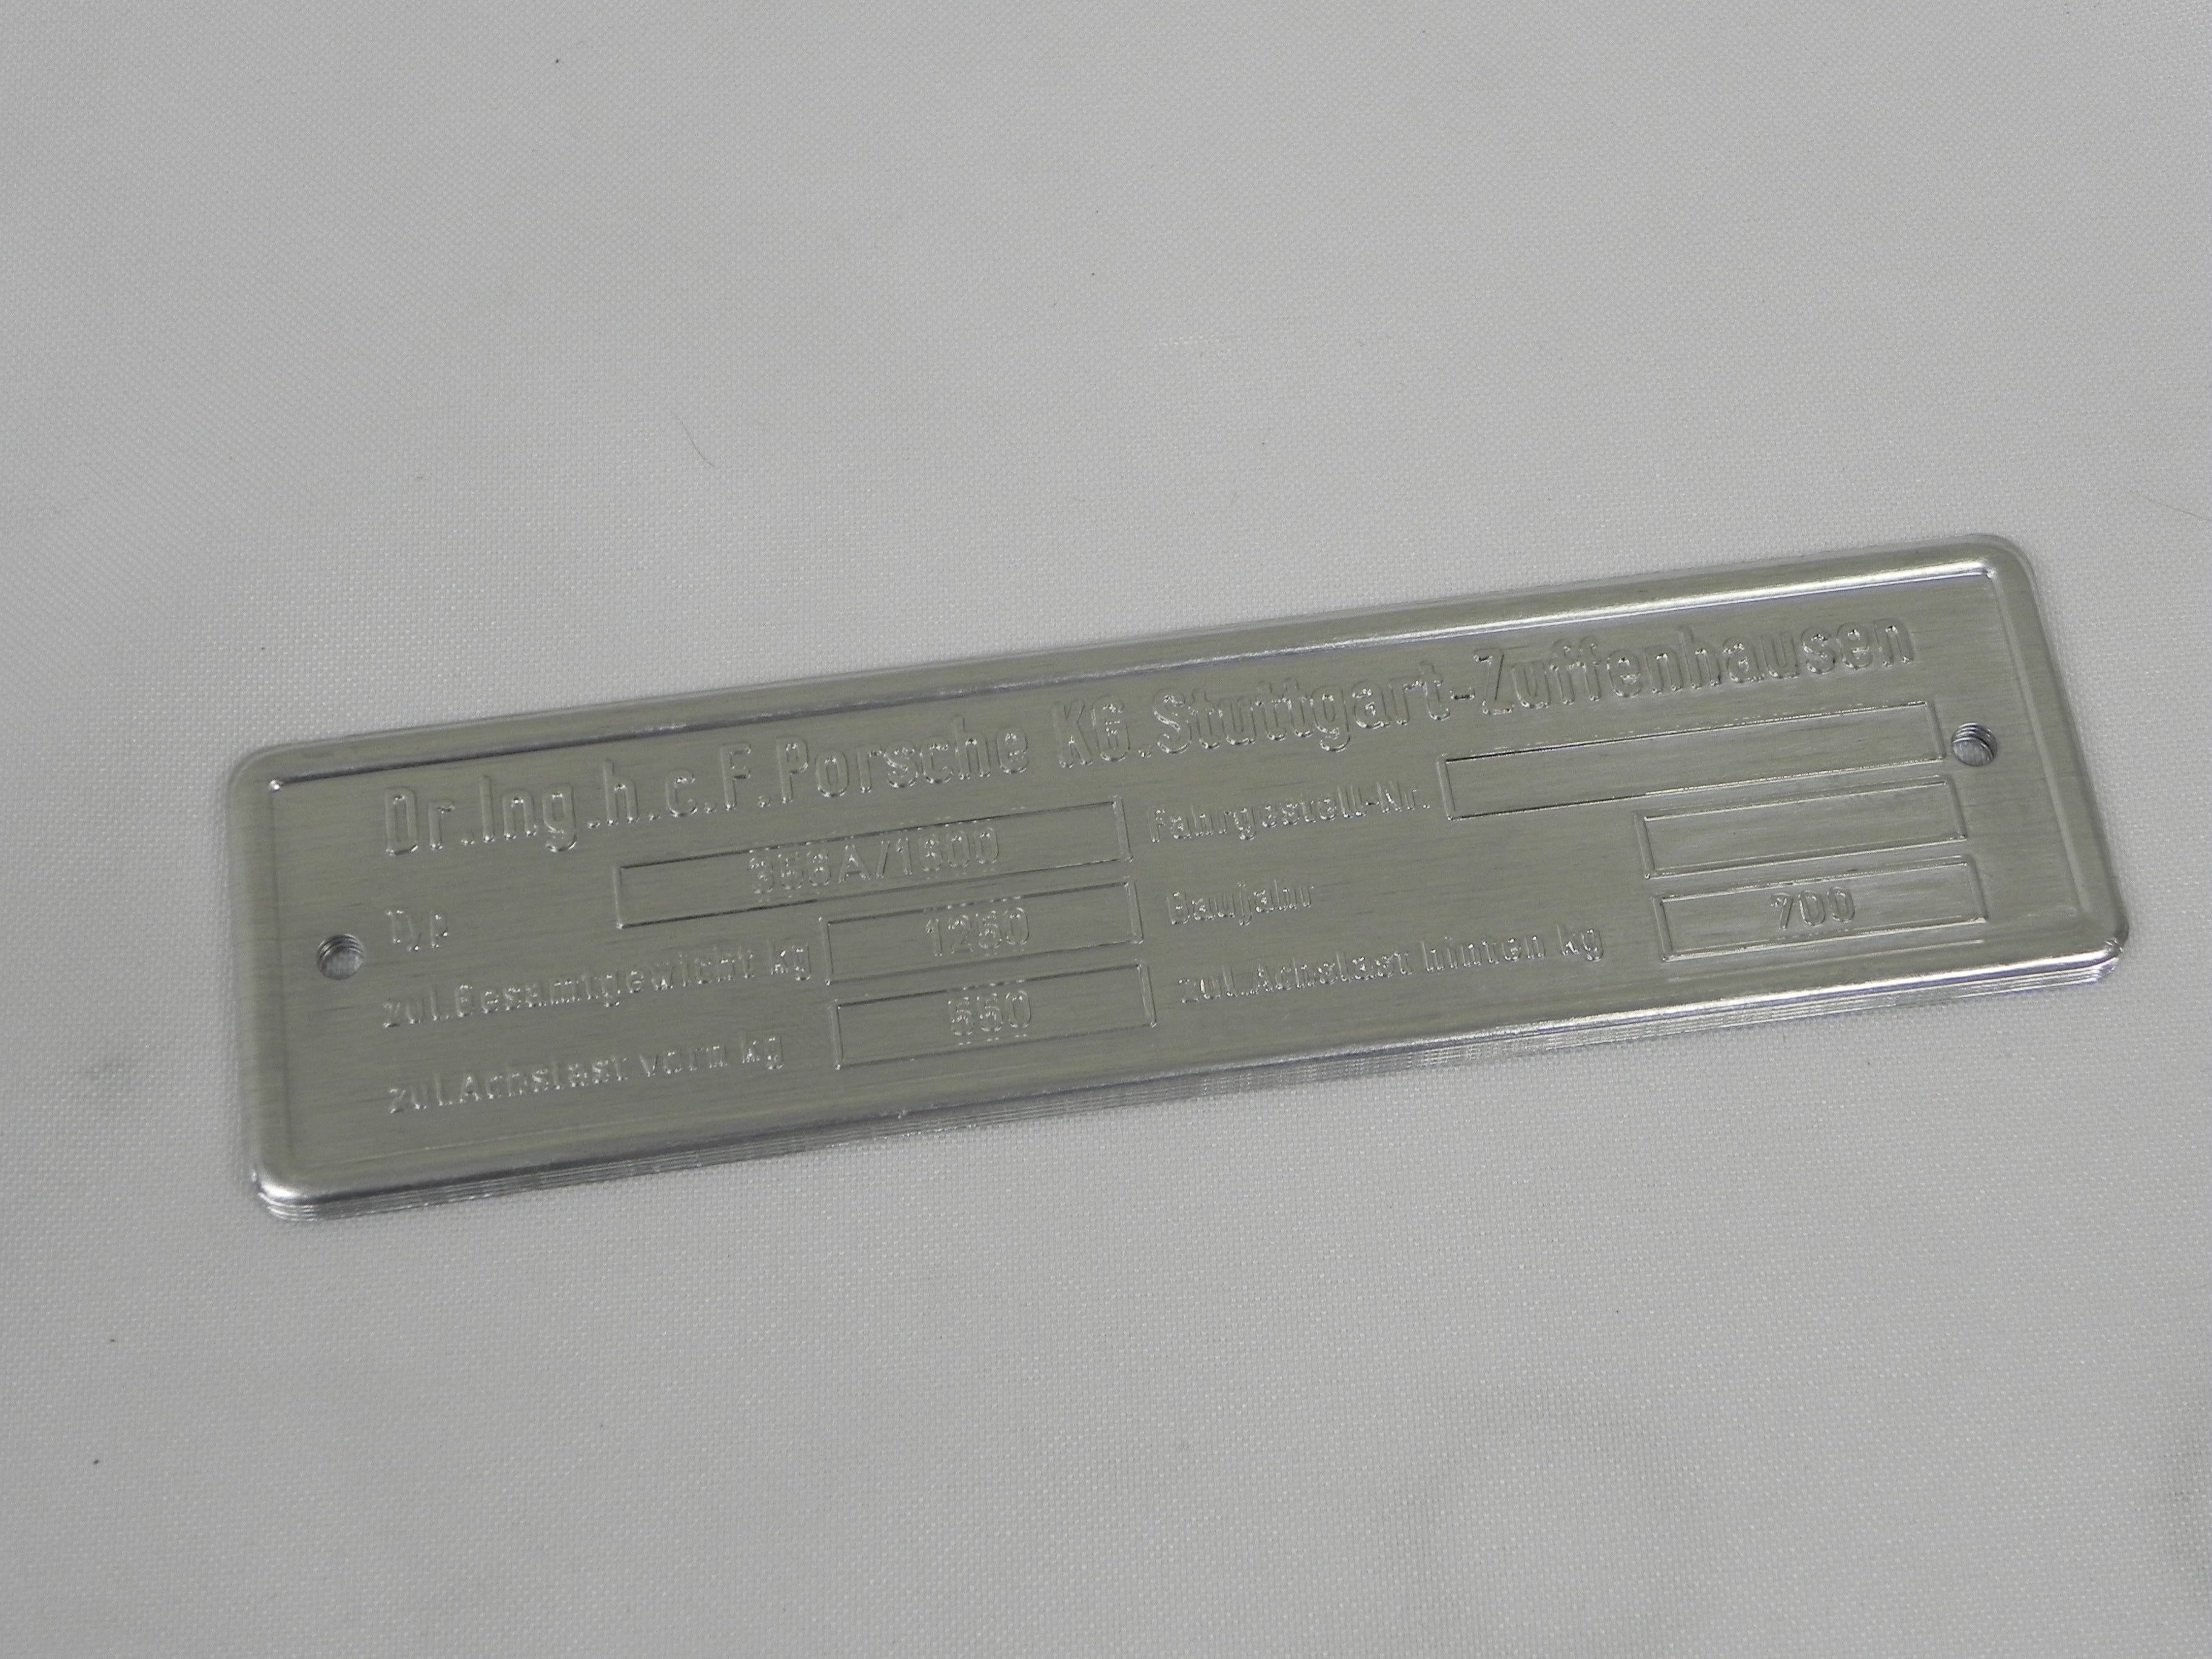 Dr.Ing.h.c.F.Porsche KG.Stuttgart-Zuffenhausen
Typ 356A/1600 Fahrgestell-Nr.
zul.Gesamtgewicht kg 1250 Baujahr
zul.Achslast vorn kg 550 zul.Achslast hinten kg 700